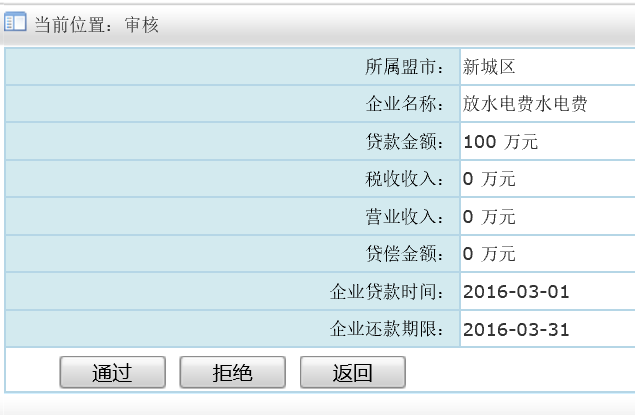 当前位置：审核
所属盟市： 新城区
企业名称： 放水电费水电费
贷款金额： 100 万元
税收收入： 0 万元
营业收入： 0 万元
贷偿金额： 0 万元
企业贷款时间： 2016-03-01
企业还款期限： 2016-03-31
通过 拒绝 返回